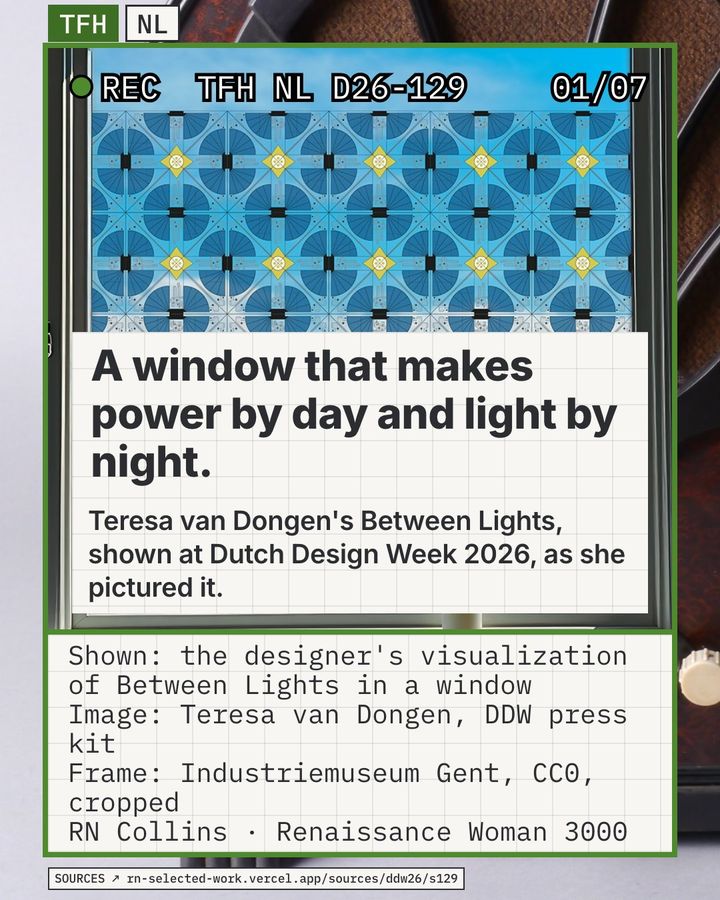 TFH NL
REC TFH NL D26-129 01/07
A window that makes
power by day and light by
night.
Teresa van Dongen's Between Lights,
shown at Dutch Design Week 2026, as she
pictured it.
Shown: the designer's visualization
of Between Lights in a window
Image: Teresa van Dongen, DDW press
kit
Frame: Industriemuseum Gent, CC0,
cropped
RN Collins · Renaissance Woman 3000
SOURCES ↗ rn-selected-work.vercel.app/sources/ddw26/s129